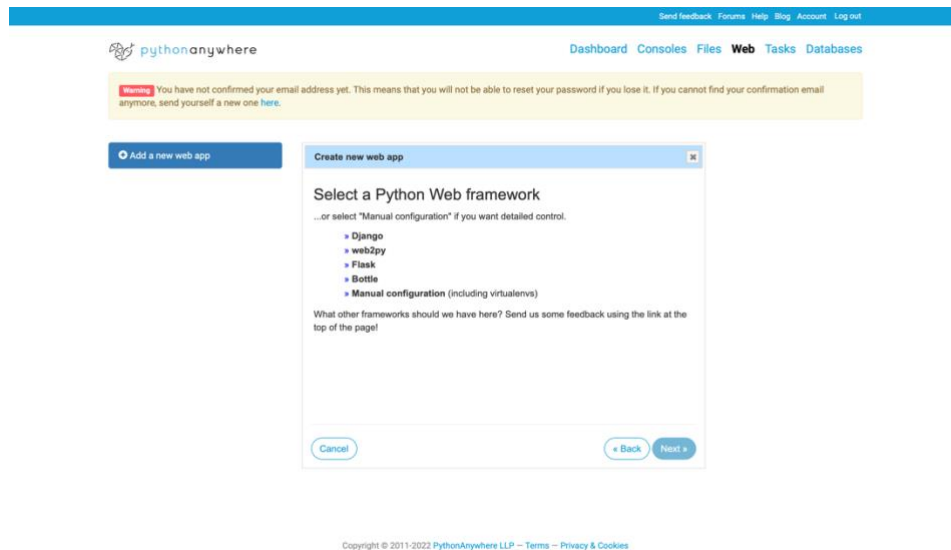 Send feedback Forums Help Blog Account Log out
pythonanywhere
Dashboard Consoles Files Web Tasks Databases
Warning You have not confirmed your email address yet. This means that you will not be able to reset your password if you lose it. If you cannot find your confirmation email
anymore, send yourself a new one here.
Add a new web app
Create new web app
Select a Python Web framework
...or select "Manual configuration" if you want detailed control.
» Django
» web2py
» Flask
» Bottle
» Manual configuration (including virtualenvs)
What other frameworks should we have here? Send us some feedback using the link at the
top of the page!
Cancel
« Back
Next »
Copyright © 2011-2022 PythonAnywhere LLP — Terms — Privacy & Cookies